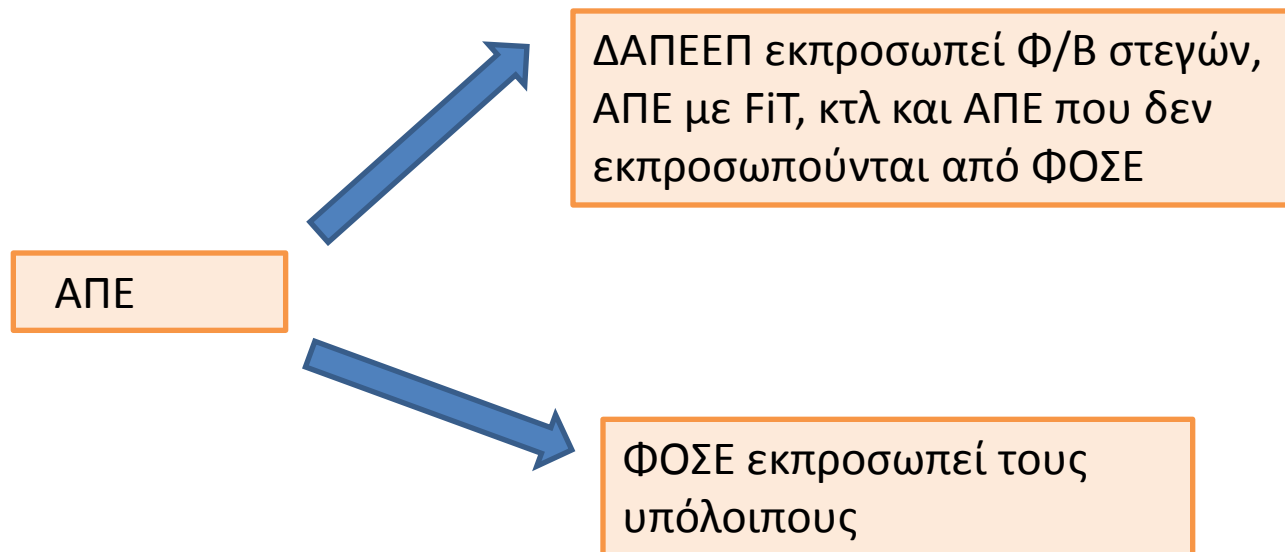 ΔΑΠΕΕΠ εκπροσωπεί Φ/Β στεγών,
ΑΠΕ με FiT, κτλ και ΑΠΕ που δεν
εκπροσωπούνται από ΦΟΣΕ
ΑΠΕ
ΦΟΣΕ εκπροσωπεί τους
υπόλοιπους